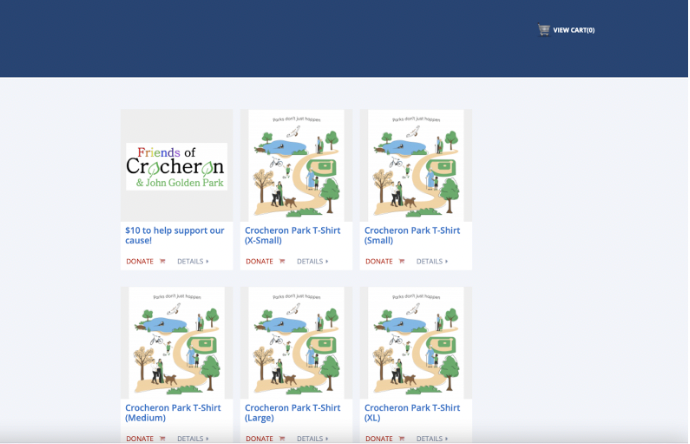 VIEW CART(0)
Friends of
Crocheron
& John Golden Park
Parks don't just happen
Parks don't just happen
$10 to help support our
cause!
Crocheron Park T-Shirt
(X-Small)
Crocheron Park T-Shirt
(Small)
DONATE DETAILS
DONATE DETAILS
DONATE DETAILS
Parks don't just happen
Parks don't just happen
Parks don't just happen
Crocheron Park T-Shirt
(Medium)
Crocheron Park T-Shirt
(Large)
Crocheron Park T-Shirt
(XL)
DONATE DETAILS
DONATE DETAILS
DONATE DETAILS